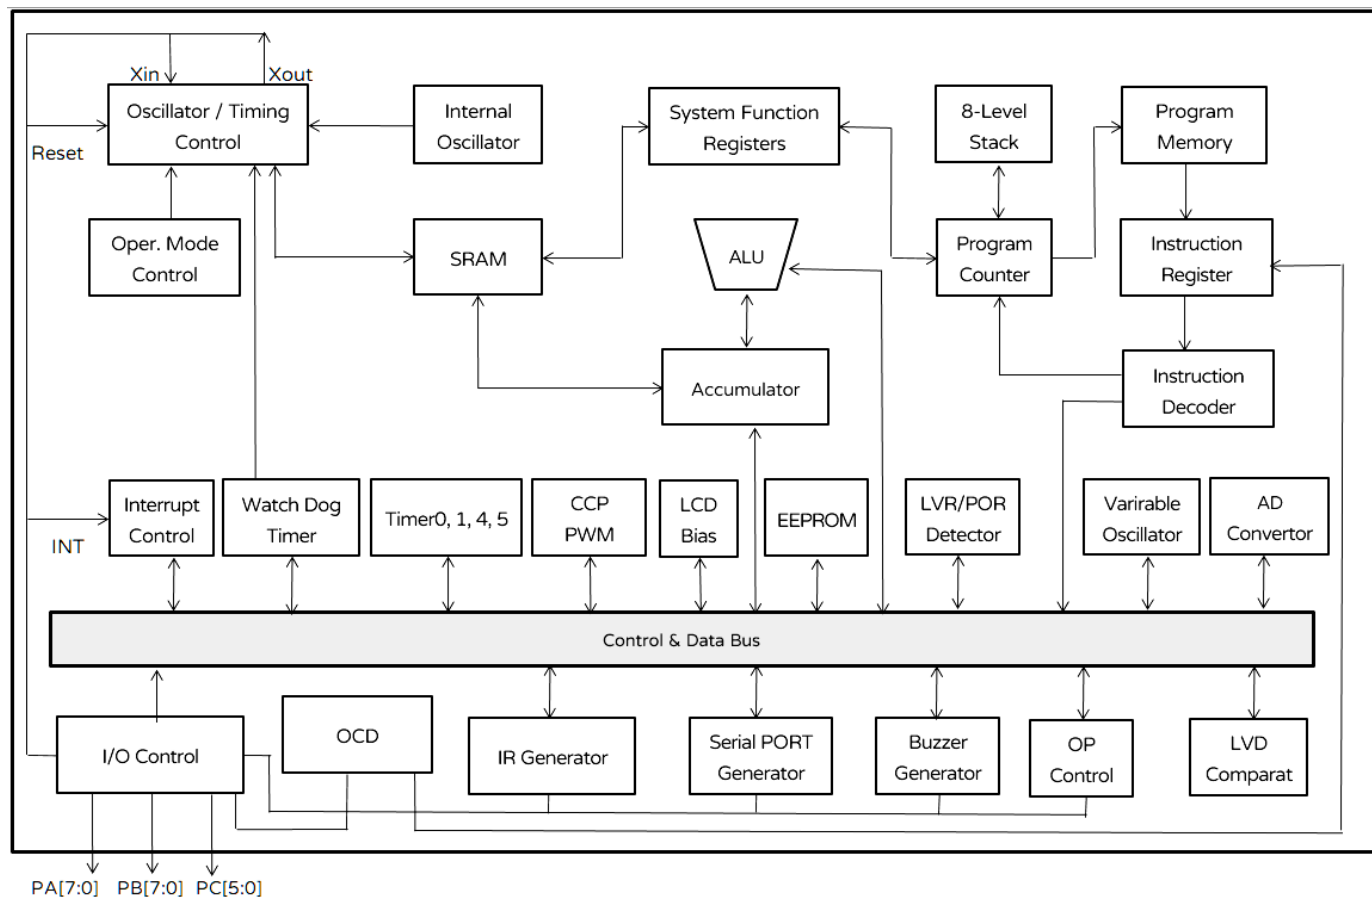 Xin
Xout
Oscillator / Timing
Control
Internal
Oscillator
System Function
Registers
8-Level
Stack
Program
Memory
Reset
Oper. Mode
Control
SRAM
ALU
Program
Counter
Instruction
Register
Accumulator
Instruction
Decoder
Interrupt
Control
Watch Dog
Timer
Timer0, 1, 4, 5
CCP
PWM
LCD
Bias
EEPROM
LVR/POR
Detector
Varirable
Oscillator
AD
Convertor
INT
Control & Data Bus
I/O Control
OCD
IR Generator
Serial PORT
Generator
Buzzer
Generator
OP
Control
LVD
Comparat
PA[7:0]
PB[7:0]
PC[5:0]